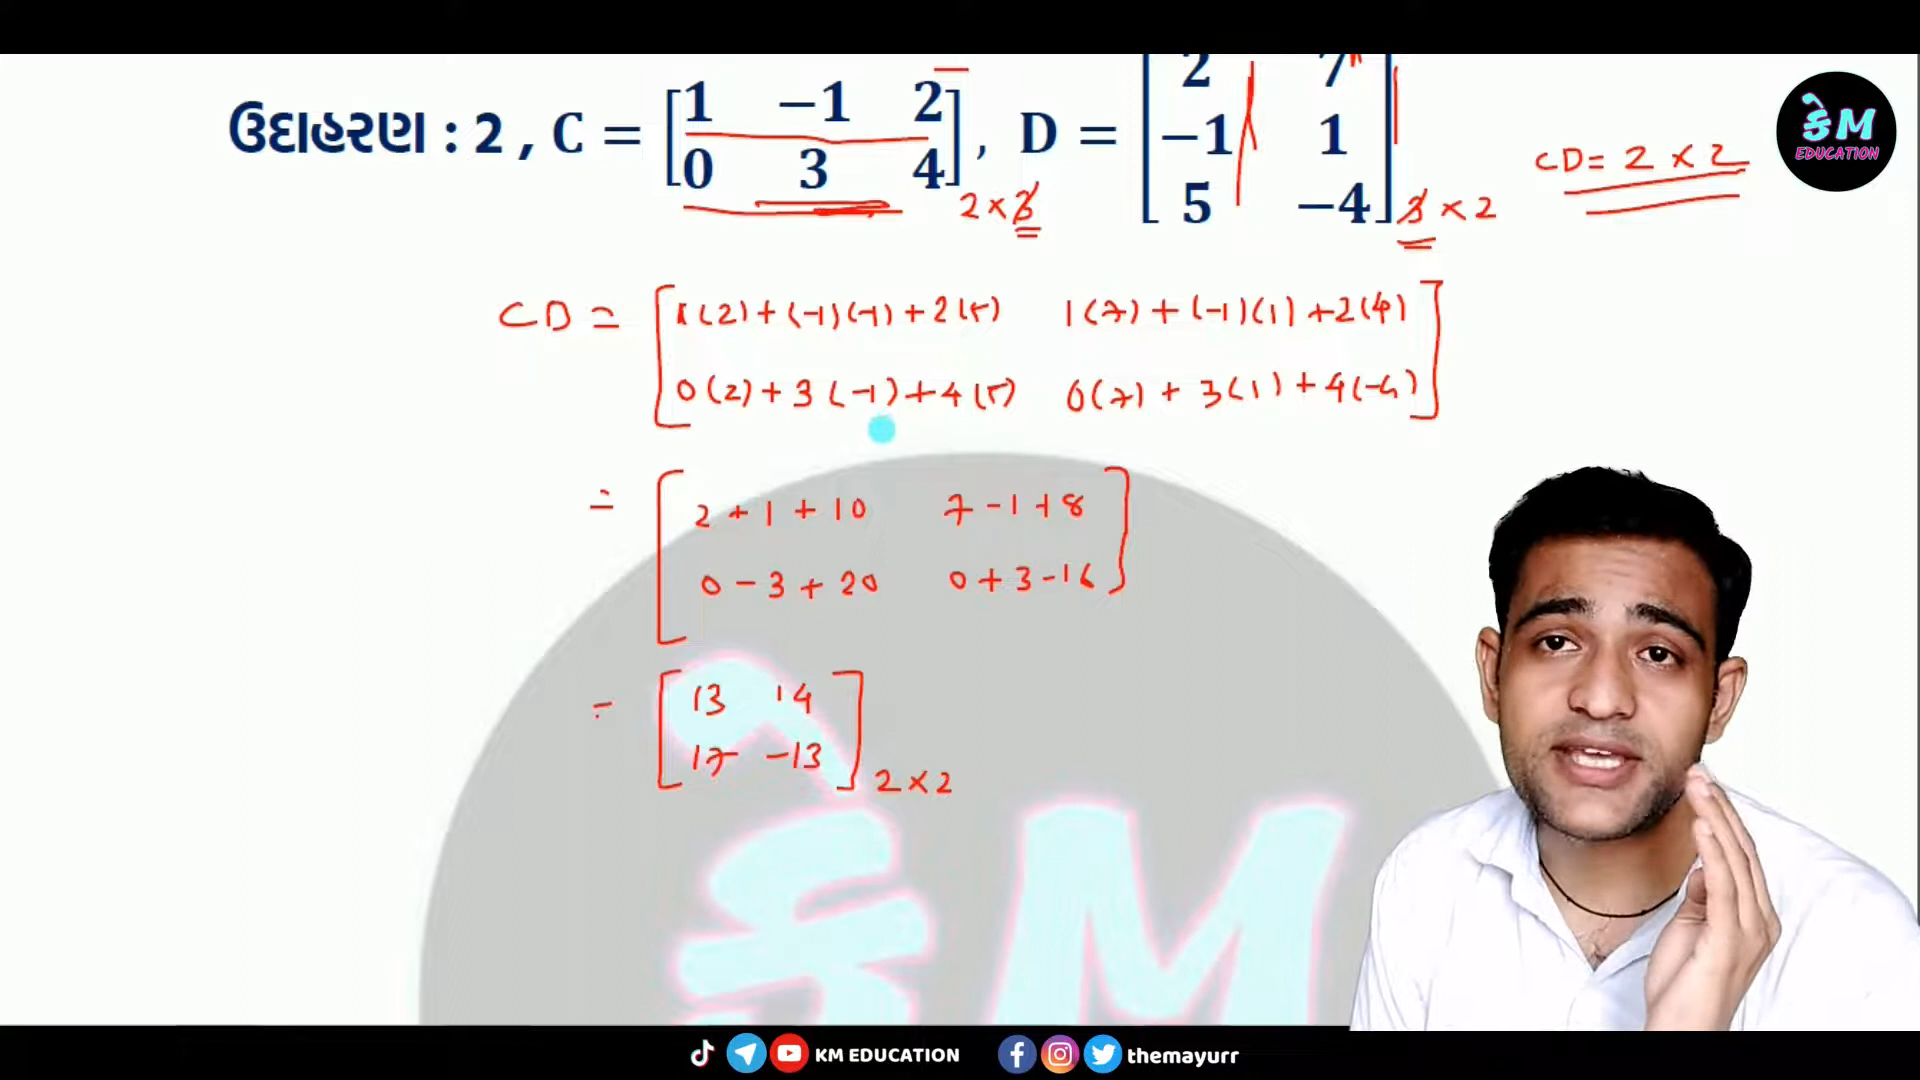 ઉદાહરણ : 2 , C = [1 −1 2
0 3 4] , D = [2 7
−1 1
5 −4]
2 × 3
3 × 2
CD = 2 × 2
કેM
EDUCATION
CD = [1(2)+(-1)(-1)+2(5) 1(7)+(-1)(1)+2(4)
0(2)+3(-1)+4(5) 0(7)+3(1)+4(-4)]
= [2+1+10 7-1+8
0-3+20 0+3-16]
= [13 14
17 -13] 2×2
કેM
KM EDUCATION themayurr